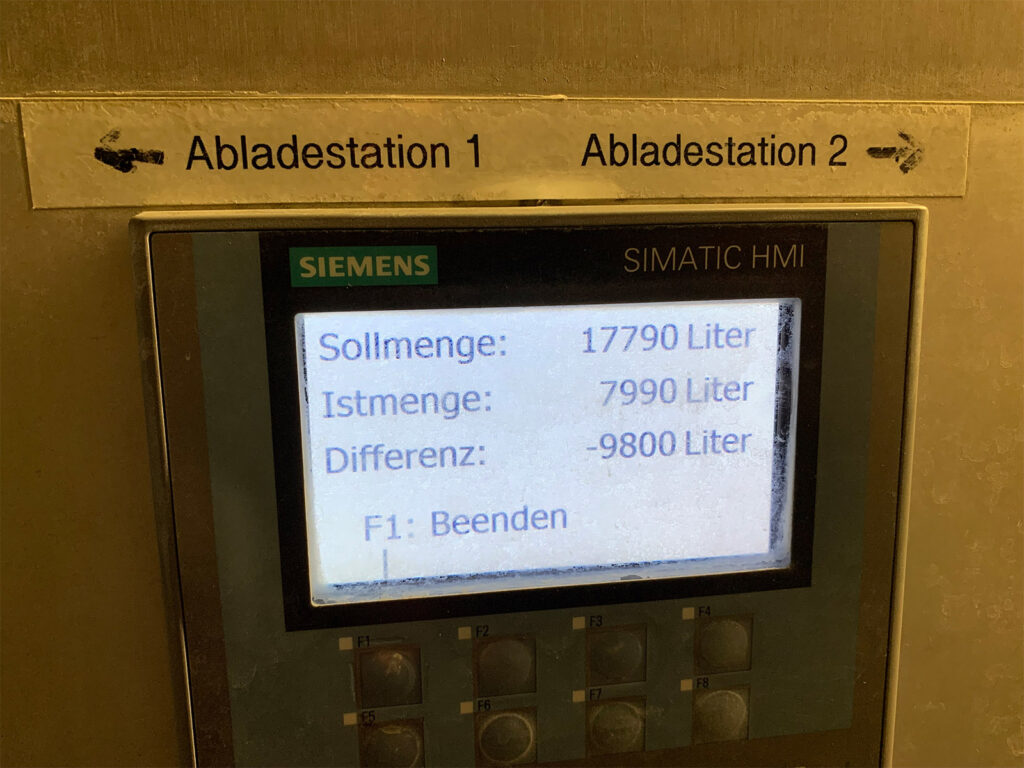 Abladestation 1 Abladestation 2
SIEMENS SIMATIC HMI
Sollmenge: 17790 Liter
Istmenge: 7990 Liter
Differenz: -9800 Liter
F1: Beenden
F1 F2 F3 F4
F5 F6 F7 F8